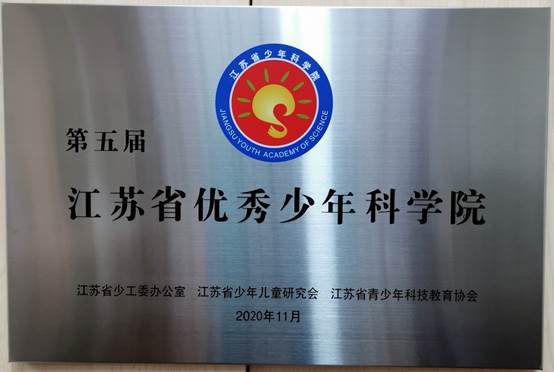 江苏省少年科学院
JIANGSU YOUTH ACADEMY OF SCIENCE
第五届
江苏省优秀少年科学院
江苏省少工委办公室 江苏省少年儿童研究会 江苏省青少年科技教育协会
2020年11月